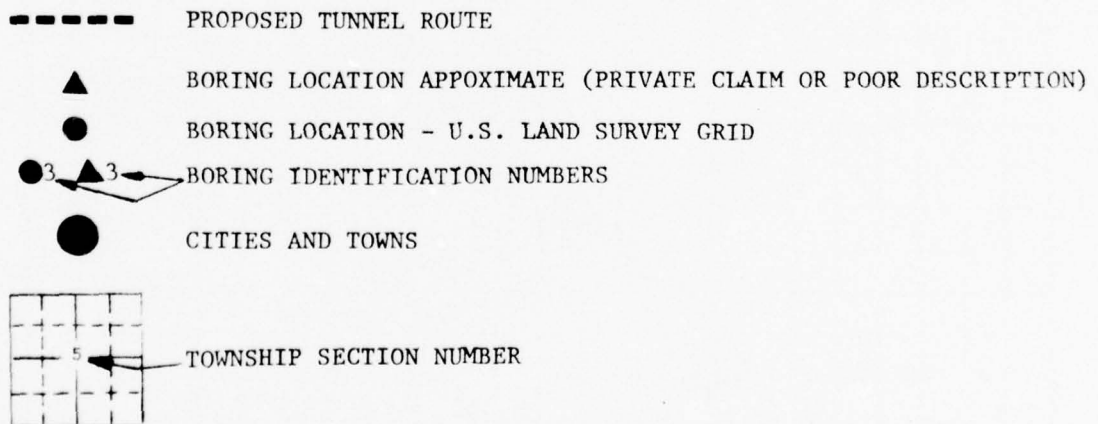 PROPOSED TUNNEL ROUTE
BORING LOCATION APPOXIMATE (PRIVATE CLAIM OR POOR DESCRIPTION)
BORING LOCATION - U.S. LAND SURVEY GRID
3 3 BORING IDENTIFICATION NUMBERS
CITIES AND TOWNS
5 TOWNSHIP SECTION NUMBER